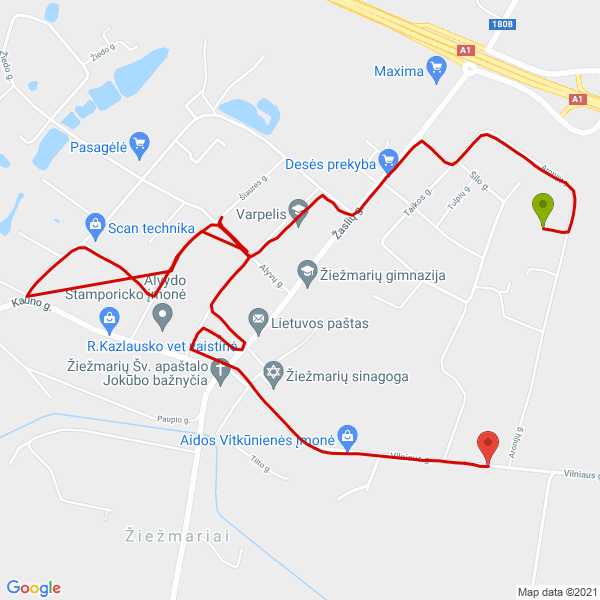 1808
A1
Maxima
A1
Žiedo g.
Žiedo g.
Pasagėlė
Desės prekyba
Šiaurės g.
Taikos g.
Tulpių g.
Šilo g.
Varpelis
Scan technika
Žaslių g.
Alyvų g.
Žiežmarių gimnazija
Alvydo
Stamporicko įmonė
Kauno g.
Lietuvos paštas
R.Kazlausko vet vaistinė
Žiežmarių Šv. apaštalo
Jokūbo bažnyčia
Žiežmarių sinagoga
Paupio g.
Aidos Vitkūnienės įmonė
Tilto g.
Vilniaus g.
Aronijų g.
Vilniaus g.
Žiežmariai
Google
Map data ©2021